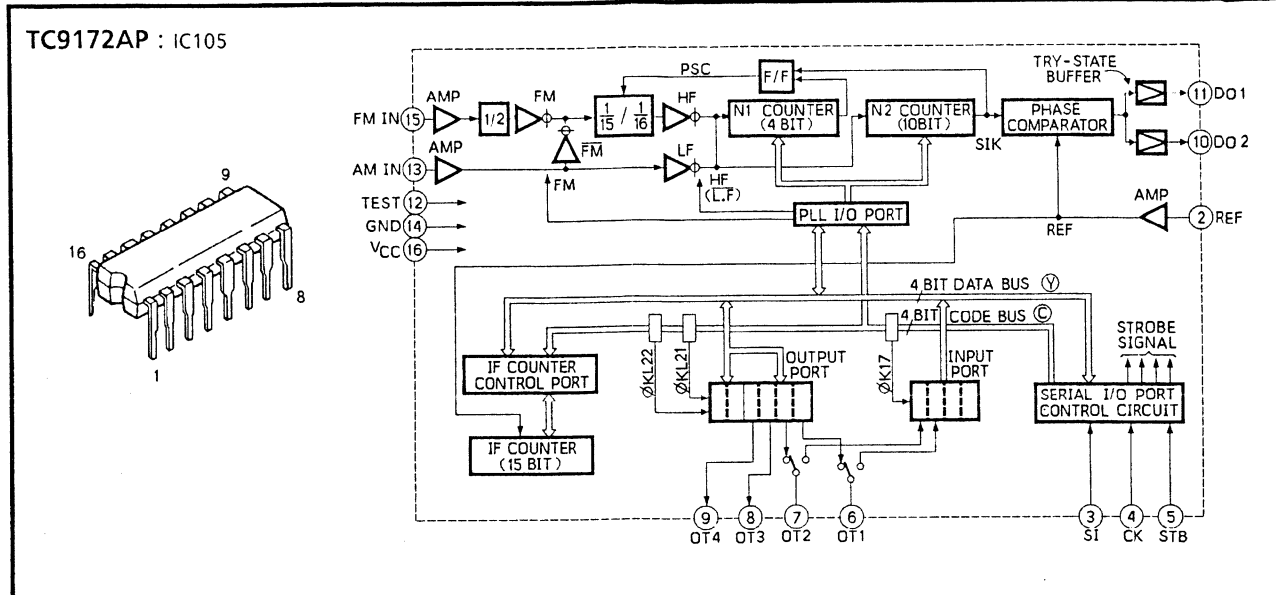 TC9172AP : IC105
TRY-STATE
BUFFER
PSC
F/F
AMP
FM
HF
FM IN 15
1/2
1/15 / 1/16
N1 COUNTER
(4 BIT)
N2 COUNTER
(10BIT)
PHASE
COMPARATOR
11 DO1
SIK
10 DO2
AMP
FM
LF
AM IN 13
FM
HF
(L.F)
9
TEST 12
GND 14
VCC 16
PLL I/O PORT
AMP
REF
2 REF
16
8
1
4 BIT DATA BUS Y
4 BIT CODE BUS C
STROBE
SIGNAL
ØKL22
ØKL21
OUTPUT
PORT
ØK17
INPUT
PORT
IF COUNTER
CONTROL PORT
SERIAL I/O PORT
CONTROL CIRCUIT
IF COUNTER
(15 BIT)
9
OT4
8
OT3
7
OT2
6
OT1
3
SI
4
CK
5
STB